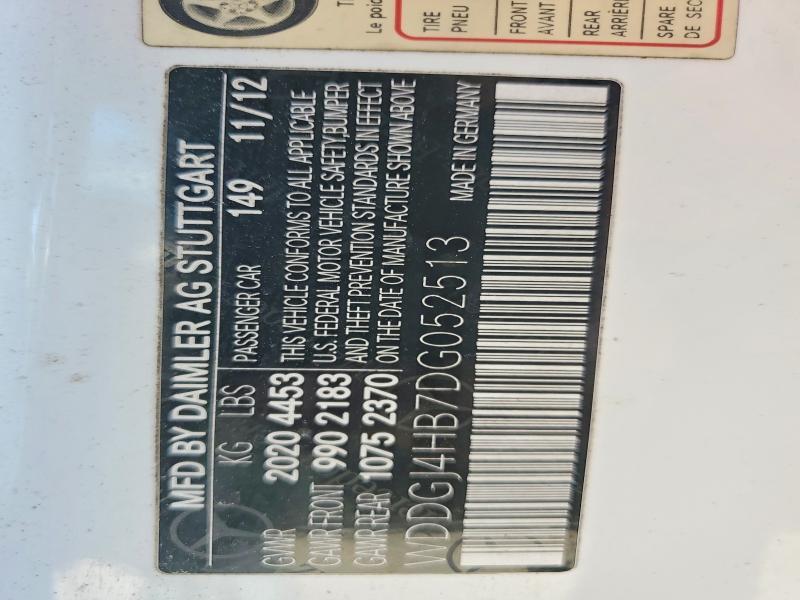 MFD BY DAIMLER AG STUTTGART
KG LBS PASSENGER CAR 149 11/12
GVWR 2020 4453 THIS VEHICLE CONFORMS TO ALL APPLICABLE
GAWR FRONT 990 2183 U.S. FEDERAL MOTOR VEHICLE SAFETY, BUMPER
GAWR REAR 1075 2370 AND THEFT PREVENTION STANDARDS IN EFFECT
ON THE DATE OF MANUFACTURE SHOWN ABOVE
WDDGJ4HB7DG052513 MADE IN GERMANY
Le poid
TIRE
PNEU
FRONT
AVANT
REAR
ARRIÈRE
SPARE
DE SEC